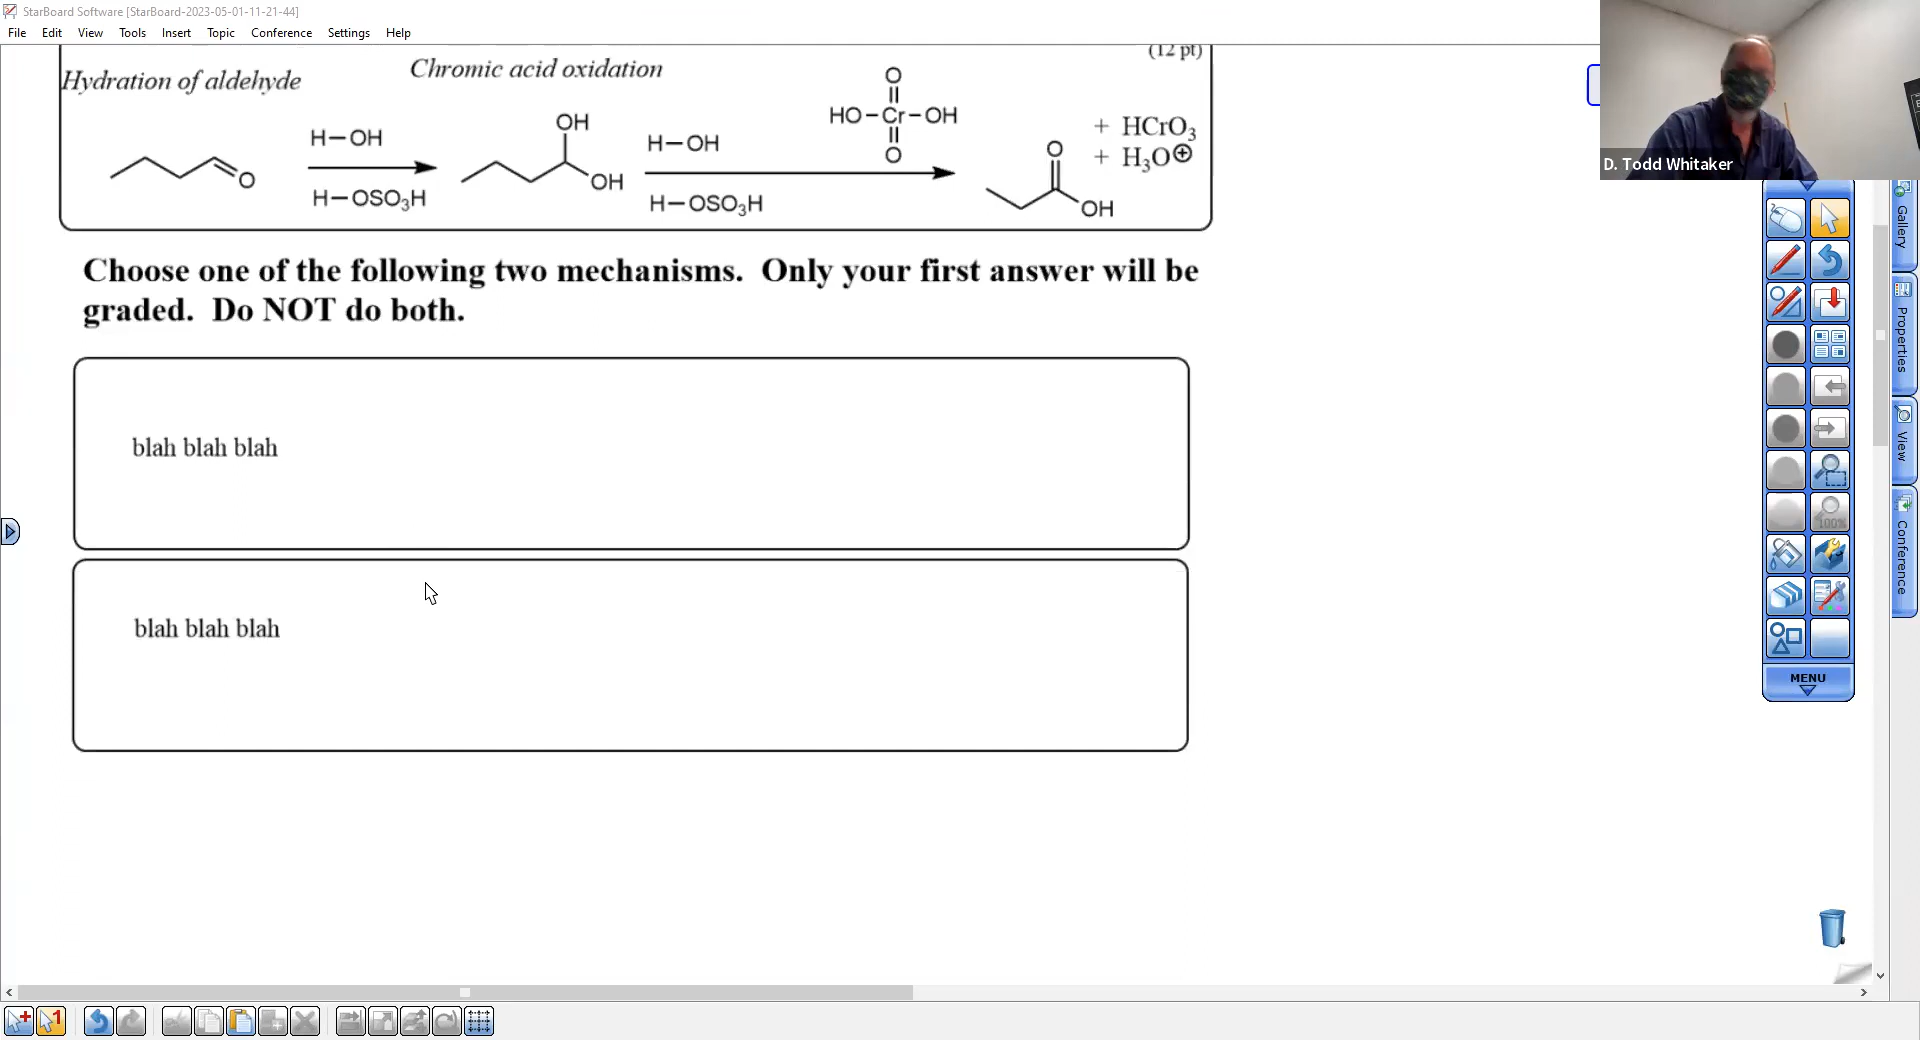 StarBoard Software [StarBoard-2023-05-01-11-21-44]
File Edit View Tools Insert Topic Conference Settings Help
(12 pt)
Hydration of aldehyde
Chromic acid oxidation
O
HO–Cr–OH
O
H–OH
H–OSO3H
O
OH
OH
H–OH
H–OSO3H
O
OH
+ HCrO3
+ H3O⊕
D. Todd Whitaker
Choose one of the following two mechanisms. Only your first answer will be
graded. Do NOT do both.
blah blah blah
blah blah blah
Gallery
Properties
View
Conference
100%
MENU